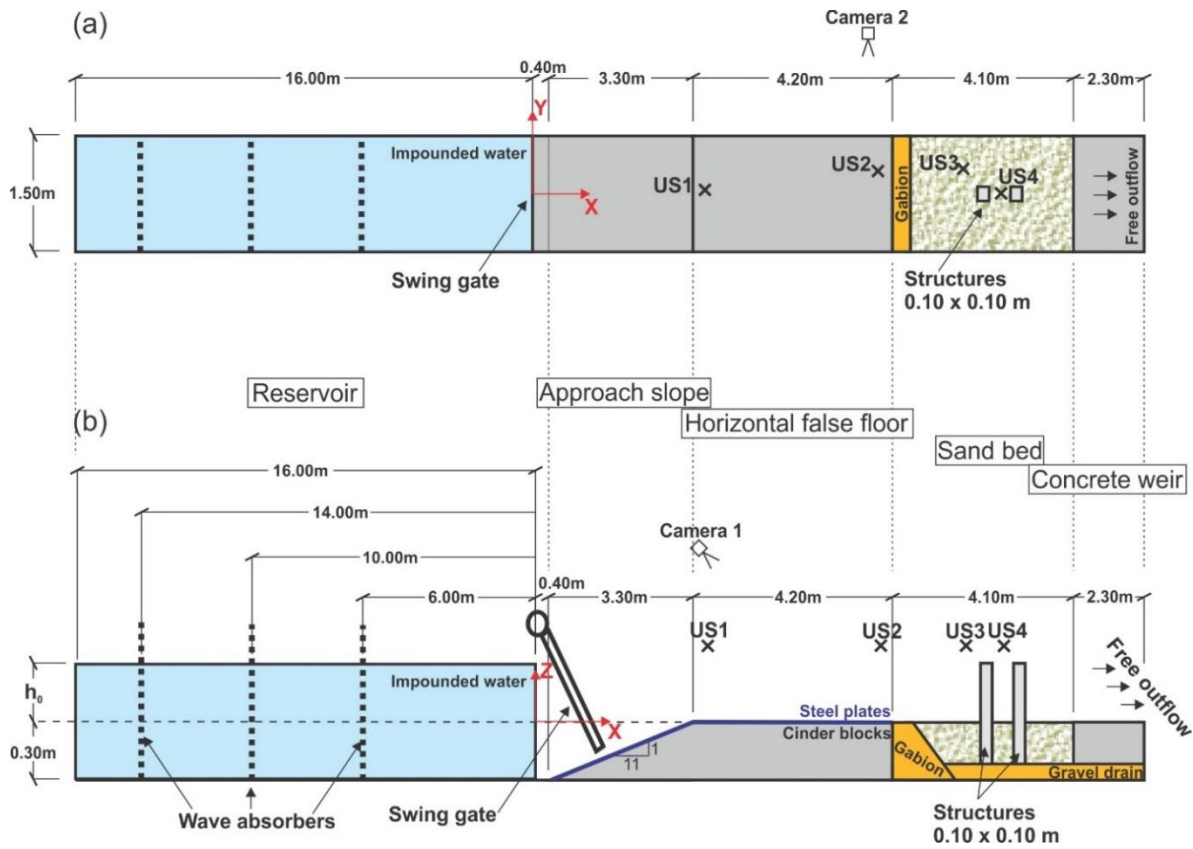 (a)
Camera 2
0.40m
16.00m
3.30m
4.20m
4.10m
2.30m
Y
Impounded water
1.50m
US1
US2
US3
US4
X
Gabion
Free outflow
Swing gate
Structures
0.10 x 0.10 m
Reservoir
Approach slope
(b)
Horizontal false floor
Sand bed
Concrete weir
16.00m
14.00m
Camera 1
10.00m
0.40m
6.00m
3.30m
4.20m
4.10m
2.30m
US1
US2
US3
US4
h₀
Impounded water
Z
Free outflow
X
Steel plates
Cinder blocks
0.30m
1
11
Gabion
Gravel drain
Wave absorbers
Swing gate
Structures
0.10 x 0.10 m